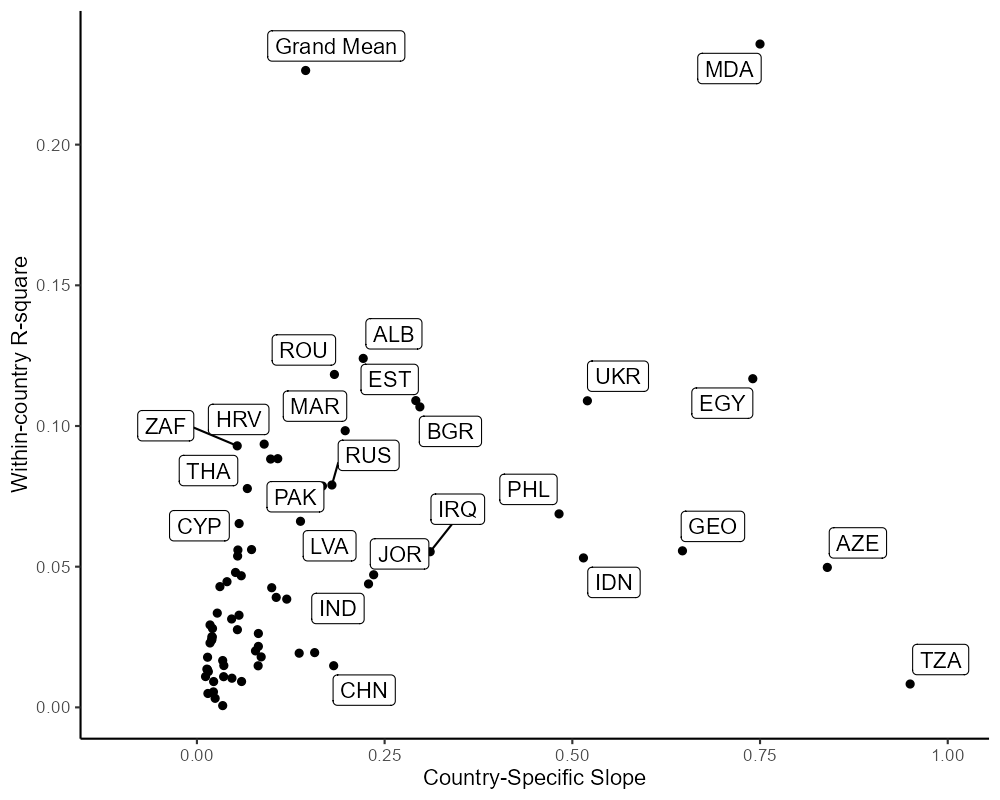 Grand Mean
MDA
0.20
0.15
ALB
ROU
EST
UKR
EGY
MAR
HRV
ZAF
0.10
BGR
RUS
THA
PHL
PAK
IRQ
CYP
GEO
LVA
AZE
JOR
0.05
IDN
IND
TZA
CHN
0.00
0.00 0.25 0.50 0.75 1.00
Country-Specific Slope
Within-country R-square